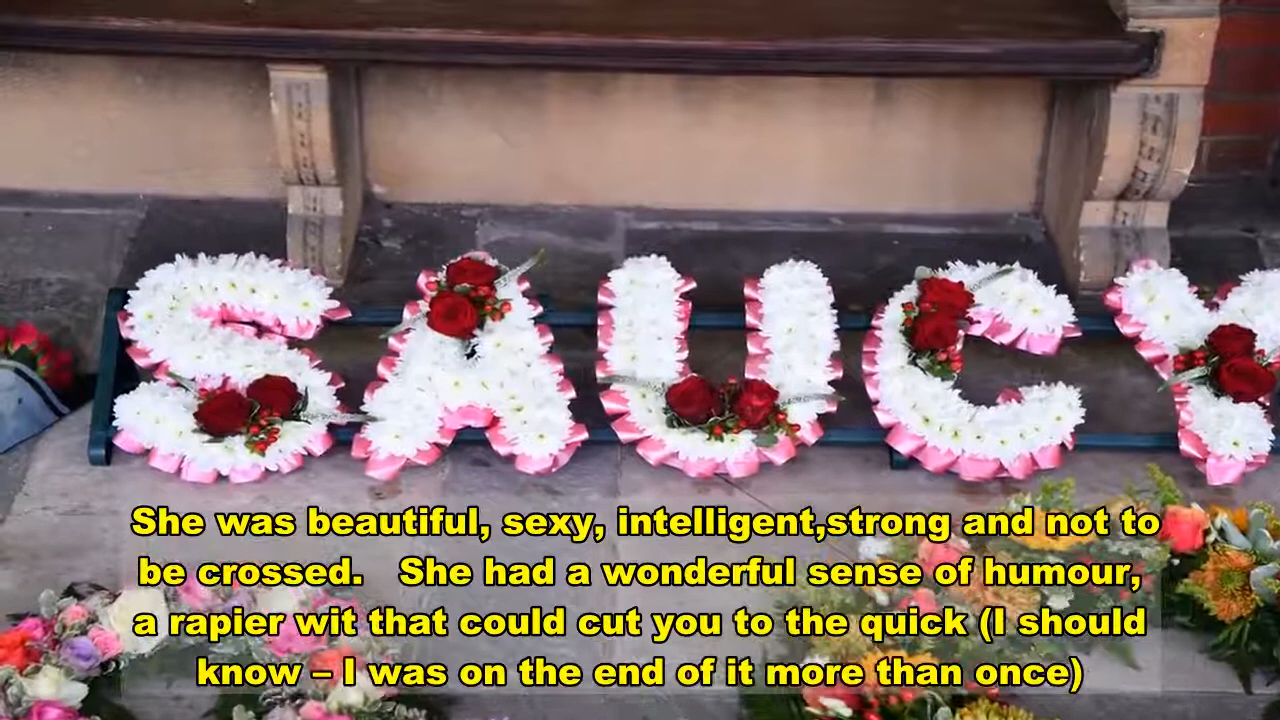 SAUCY
She was beautiful, sexy, intelligent,strong and not to
be crossed.   She had a wonderful sense of humour,
a rapier wit that could cut you to the quick (I should
know – I was on the end of it more than once)